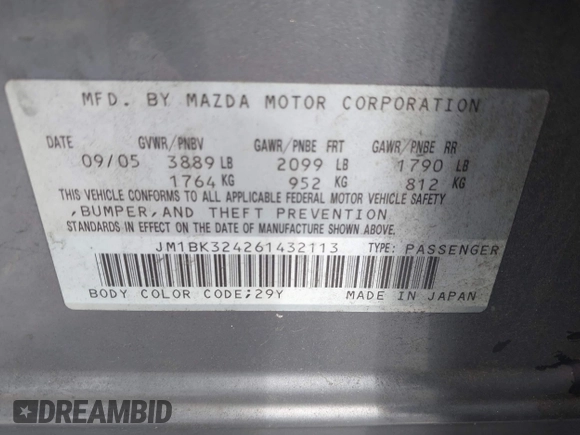 MFD. BY MAZDA MOTOR CORPORATION
DATE GVWR/PNBV GAWR/PNBE FRT GAWR/PNBE RR
09/05 3889 LB 2099 LB 1790 LB
1764 KG 952 KG 812 KG
THIS VEHICLE CONFORMS TO ALL APPLICABLE FEDERAL MOTOR VEHICLE SAFETY
,BUMPER,AND THEFT PREVENTION
STANDARDS IN EFFECT ON THE DATE OF MANUFACTURE SHOWN ABOVE.
JM1BK324261432113 TYPE: PASSENGER
BODY COLOR CODE;29Y MADE IN JAPAN
DREAMBID